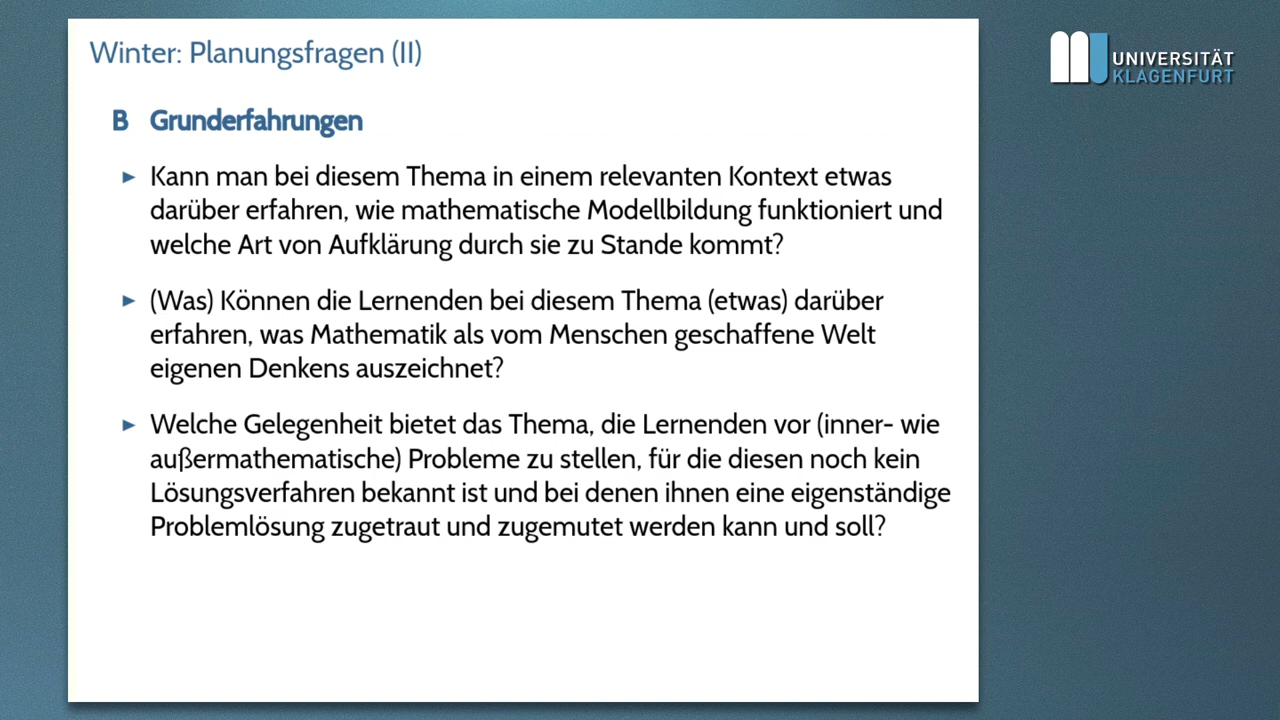 Winter: Planungsfragen (II)
UNIVERSITÄT
KLAGENFURT
B Grunderfahrungen
► Kann man bei diesem Thema in einem relevanten Kontext etwas
darüber erfahren, wie mathematische Modellbildung funktioniert und
welche Art von Aufklärung durch sie zu Stande kommt?
► (Was) Können die Lernenden bei diesem Thema (etwas) darüber
erfahren, was Mathematik als vom Menschen geschaffene Welt
eigenen Denkens auszeichnet?
► Welche Gelegenheit bietet das Thema, die Lernenden vor (inner- wie
außermathematische) Probleme zu stellen, für die diesen noch kein
Lösungsverfahren bekannt ist und bei denen ihnen eine eigenständige
Problemlösung zugetraut und zugemutet werden kann und soll?